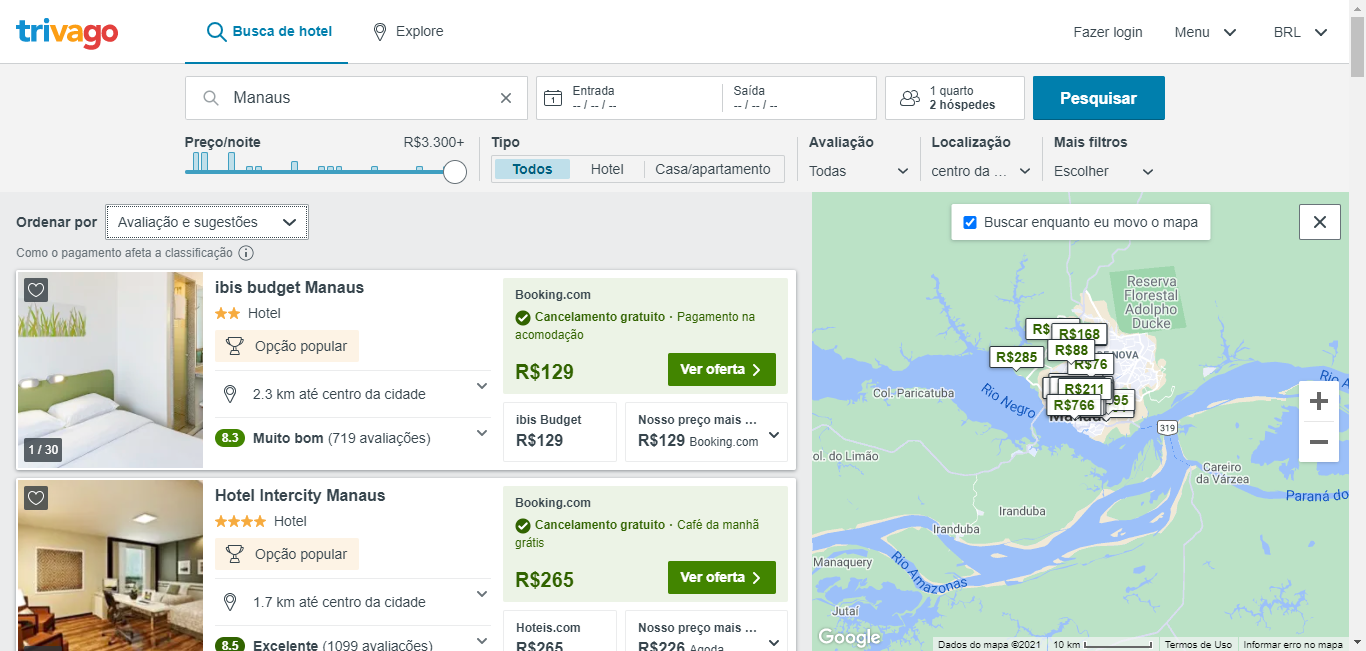 trivago
Busca de hotel
Explore
Fazer login
Menu
BRL
Manaus
Entrada
-- / -- / --
Saída
-- / -- / --
1 quarto
2 hóspedes
Pesquisar
Preço/noite
R$3.300+
Tipo
Todos
Hotel
Casa/apartamento
Avaliação
Todas
Localização
centro da ...
Mais filtros
Escolher
Ordenar por
Avaliação e sugestões
Como o pagamento afeta a classificação
ibis budget Manaus
Hotel
Opção popular
2.3 km até centro da cidade
8.3 Muito bom (719 avaliações)
1 / 30
Booking.com
Cancelamento gratuito · Pagamento na
acomodação
R$129
Ver oferta
ibis Budget
R$129
Nosso preço mais ...
R$129 Booking.com
Hotel Intercity Manaus
Hotel
Opção popular
1.7 km até centro da cidade
8.5 Excelente (1099 avaliações)
Booking.com
Cancelamento gratuito · Café da manhã
grátis
R$265
Ver oferta
Hoteis.com
R$265
Nosso preço mais ...
R$226 Agoda
Buscar enquanto eu movo o mapa
Reserva
Florestal
Adolpho
Ducke
R$168
R$88
R$285
R$76
R$211
R$766
Col. Paricatuba
Rio Negro
319
Careiro
da Várzea
Paraná do
Iranduba
Iranduba
Manaquery
Rio Amazonas
Jutaí
Google
Dados do mapa ©2021
10 km
Termos de Uso
Informar erro no mapa